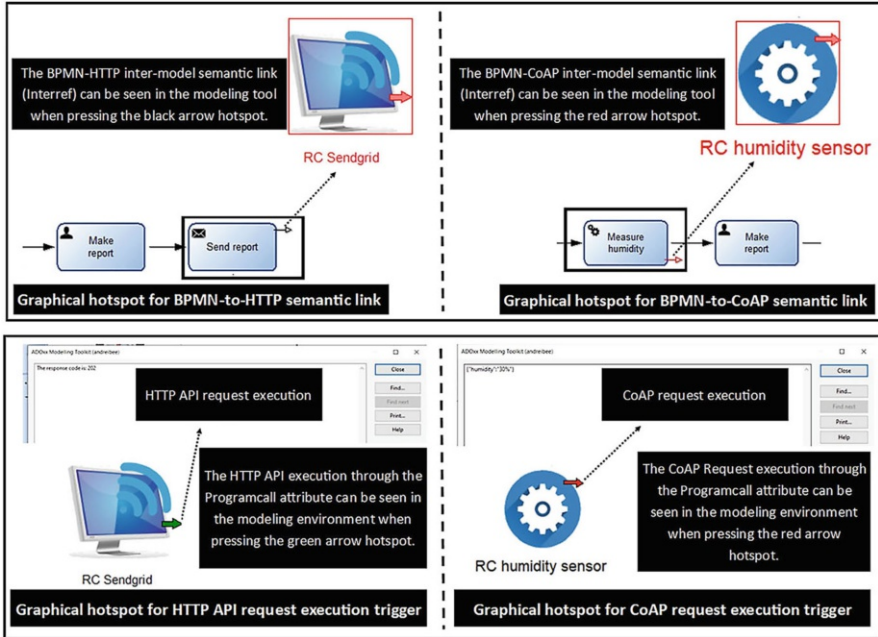 The BPMN-HTTP inter-model semantic link
(Interref) can be seen in the modeling tool
when pressing the black arrow hotspot.
RC Sendgrid
Make
report
Send report
Graphical hotspot for BPMN-to-HTTP semantic link
The BPMN-CoAP inter-model semantic link
(Interref) can be seen in the modeling tool
when pressing the red arrow hotspot.
RC humidity sensor
Measure
humidity
Make
report
Graphical hotspot for BPMN-to-CoAP semantic link
ADOxx Modelling Toolkit (andreibee)
The response code is: 202
Close
Find...
Find next
Print...
Help
HTTP API request execution
The HTTP API execution through the
Programcall attribute can be seen in
the modeling environment when
pressing the green arrow hotspot.
RC Sendgrid
Graphical hotspot for HTTP API request execution trigger
ADOxx Modelling Toolkit (andreibee)
{"humidity":"30%"}
Close
Find...
Find next
Print...
Help
CoAP request execution
The CoAP Request execution through
the Programcall attribute can be
seen in the modeling environment
when pressing the red arrow
hotspot.
RC humidity sensor
Graphical hotspot for CoAP request execution trigger